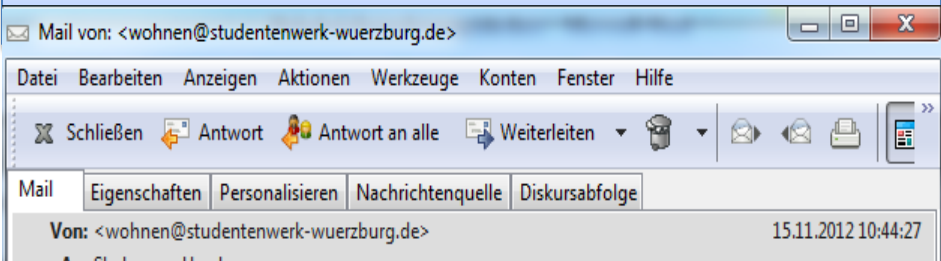 Mail von: <wohnen@studentenwerk-wuerzburg.de>
Datei Bearbeiten Anzeigen Aktionen Werkzeuge Konten Fenster Hilfe
Schließen Antwort Antwort an alle Weiterleiten
Mail Eigenschaften Personalisieren Nachrichtenquelle Diskursabfolge
Von: <wohnen@studentenwerk-wuerzburg.de> 15.11.2012 10:44:27